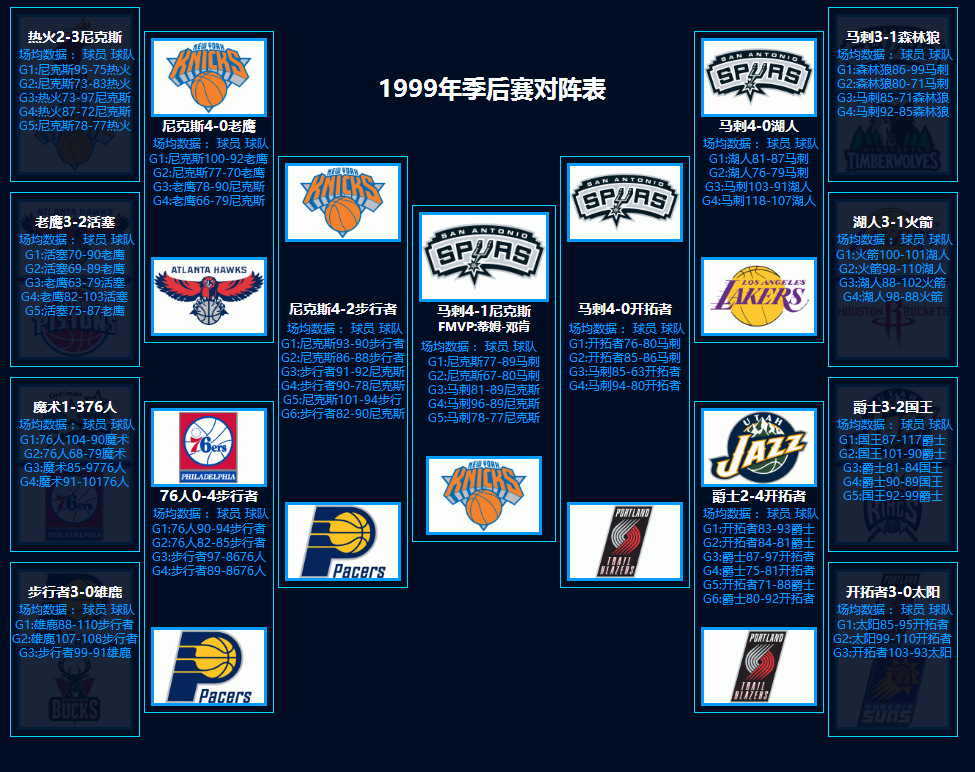 1999年季后赛对阵表
热火2-3尼克斯
场均数据： 球员 球队
G1:尼克斯95-75热火
G2:尼克斯73-83热火
G3:热火73-97尼克斯
G4:热火87-72尼克斯
G5:尼克斯78-77热火
老鹰3-2活塞
场均数据： 球员 球队
G1:活塞70-90老鹰
G2:活塞69-89老鹰
G3:老鹰63-79活塞
G4:老鹰82-103活塞
G5:活塞75-87老鹰
PISTONS
魔术1-376人
场均数据： 球员 球队
G1:76人104-90魔术
G2:76人68-79魔术
G3:魔术85-9776人
G4:魔术91-10176人
76ers
步行者3-0雄鹿
场均数据： 球员 球队
G1:雄鹿88-110步行者
G2:雄鹿107-108步行者
G3:步行者99-91雄鹿
BUCKS
NEW YORK
KNICKS
尼克斯4-0老鹰
场均数据： 球员 球队
G1:尼克斯100-92老鹰
G2:尼克斯77-70老鹰
G3:老鹰78-90尼克斯
G4:老鹰66-79尼克斯
ATLANTA HAWKS
76ers
PHILADELPHIA
76人0-4步行者
场均数据： 球员 球队
G1:76人90-94步行者
G2:76人82-85步行者
G3:步行者97-8676人
G4:步行者89-8676人
Pacers
NEW YORK
KNICKS
尼克斯4-2步行者
场均数据： 球员 球队
G1:尼克斯93-90步行者
G2:尼克斯86-88步行者
G3:步行者91-92尼克斯
G4:步行者90-78尼克斯
G5:尼克斯101-94步行
G6:步行者82-90尼克斯
Pacers
SAN ANTONIO
SPURS
马刺4-1尼克斯
FMVP:蒂姆-邓肯
场均数据： 球员 球队
G1:尼克斯77-89马刺
G2:尼克斯67-80马刺
G3:马刺81-89尼克斯
G4:马刺96-89尼克斯
G5:马刺78-77尼克斯
NEW YORK
KNICKS
SAN ANTONIO
SPURS
马刺4-0开拓者
场均数据： 球员 球队
G1:开拓者76-80马刺
G2:开拓者85-86马刺
G3:马刺85-63开拓者
G4:马刺94-80开拓者
PORTLAND
TRAIL
BLAZERS
SAN ANTONIO
SPURS
马刺4-0湖人
场均数据： 球员 球队
G1:湖人81-87马刺
G2:湖人76-79马刺
G3:马刺103-91湖人
G4:马刺118-107湖人
LOS ANGELES
LAKERS
UTAH
JAZZ
爵士2-4开拓者
场均数据： 球员 球队
G1:开拓者83-93爵士
G2:开拓者84-81爵士
G3:爵士87-97开拓者
G4:爵士75-81开拓者
G5:开拓者71-88爵士
G6:爵士80-92开拓者
PORTLAND
TRAIL
BLAZERS
马刺3-1森林狼
场均数据： 球员 球队
G1:森林狼86-99马刺
G2:森林狼80-71马刺
G3:马刺85-71森林狼
G4:马刺92-85森林狼
TIMBERWOLVES
湖人3-1火箭
场均数据： 球员 球队
G1:火箭100-101湖人
G2:火箭98-110湖人
G3:湖人88-102火箭
G4:湖人98-88火箭
HOUSTON ROCKETS
爵士3-2国王
场均数据： 球员 球队
G1:国王87-117爵士
G2:国王101-90爵士
G3:爵士81-84国王
G4:爵士90-89国王
G5:国王92-99爵士
KINGS
开拓者3-0太阳
场均数据： 球员 球队
G1:太阳85-95开拓者
G2:太阳99-110开拓者
G3:开拓者103-93太阳
PHOENIX
SUNS